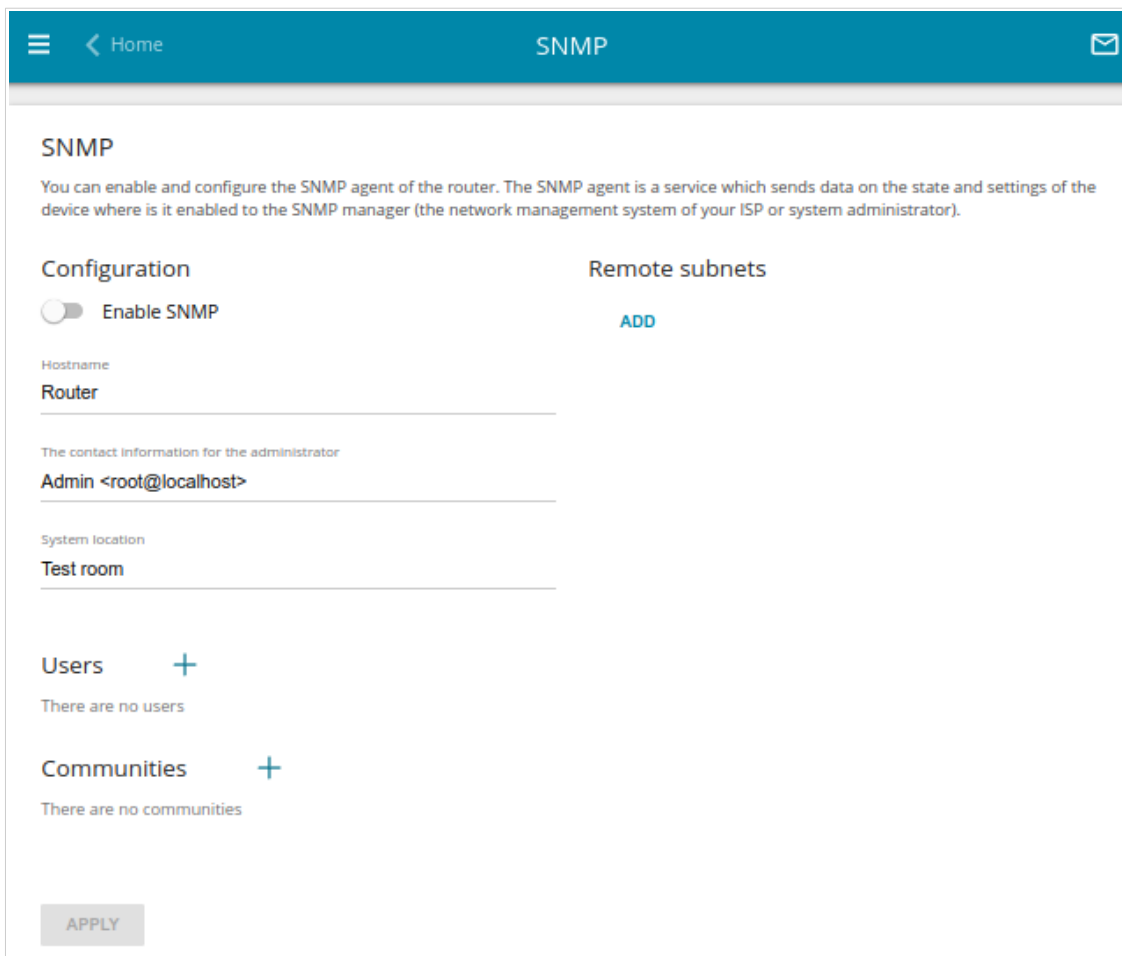 Home
SNMP
SNMP
You can enable and configure the SNMP agent of the router. The SNMP agent is a service which sends data on the state and settings of the
device where is it enabled to the SNMP manager (the network management system of your ISP or system administrator).
Configuration
Enable SNMP
Hostname
Router
The contact information for the administrator
Admin <root@localhost>
System location
Test room
Users
There are no users
Communities
There are no communities
APPLY
Remote subnets
ADD